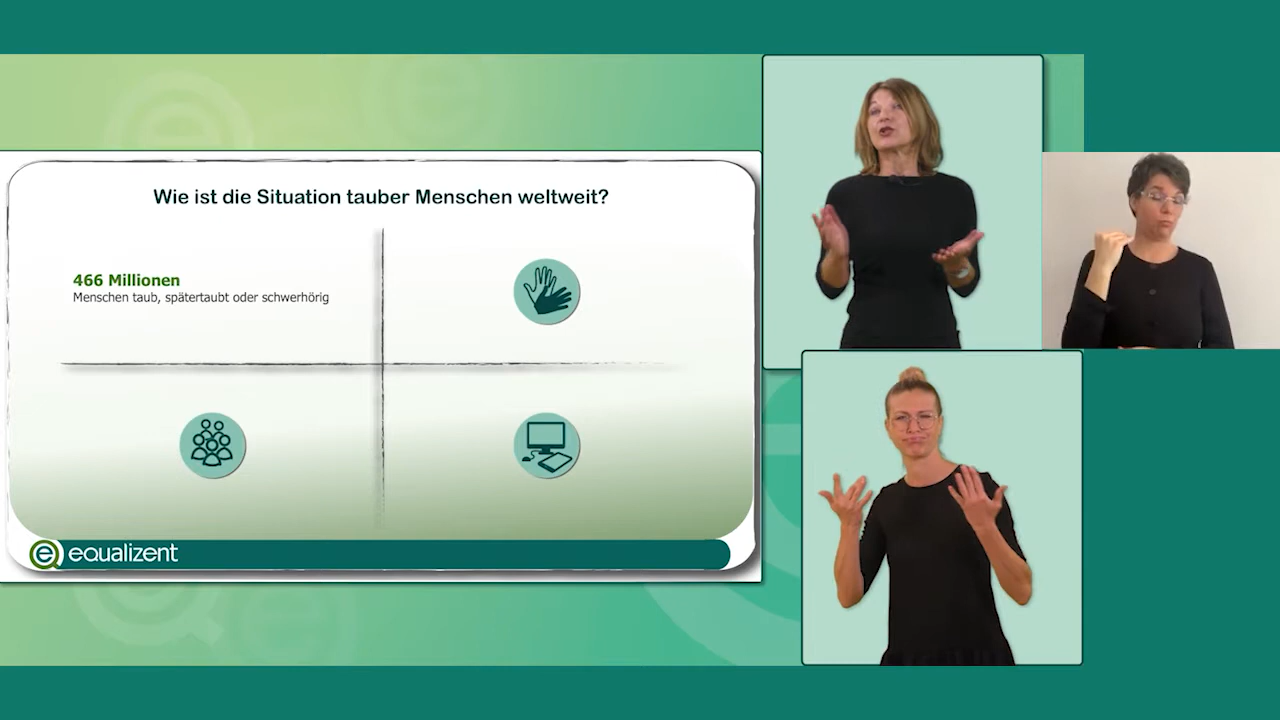 Wie ist die Situation tauber Menschen weltweit?
466 Millionen
Menschen taub, spätertaubt oder schwerhörig
equalizent